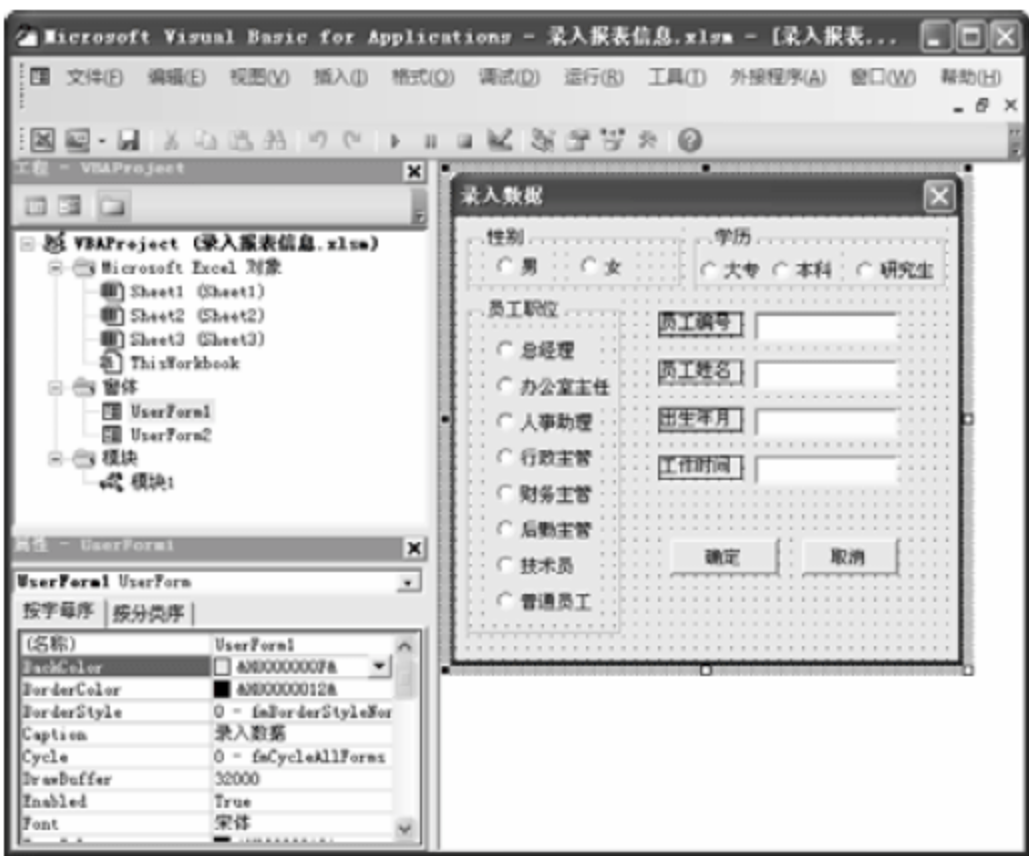 Microsoft Visual Basic for Applications - 录入报表信息.xlsm - [录入报表...
文件(F) 编辑(E) 视图(V) 插入(I) 格式(O) 调试(D) 运行(R) 工具(T) 外接程序(A) 窗口(W) 帮助(H)
工程 - VBAProject
VBAProject (录入报表信息.xlsm)
Microsoft Excel 对象
Sheet1 (Sheet1)
Sheet2 (Sheet2)
Sheet3 (Sheet3)
ThisWorkbook
窗体
UserForm1
UserForm2
模块
模块1
属性 - UserForm1
UserForm1 UserForm
按字母序 按分类序
(名称) UserForm1
BackColor &H8000000F&
BorderColor &H80000012&
BorderStyle 0 - fmBorderStyleNor
Caption 录入数据
Cycle 0 - fmCycleAllForms
DrawBuffer 32000
Enabled True
Font 宋体
录入数据
性别 学历
男 女 大专 本科 研究生
员工职位
总经理
办公室主任
人事助理
行政主管
财务主管
后勤主管
技术员
普通员工
员工编号
员工姓名
出生年月
工作时间
确定 取消